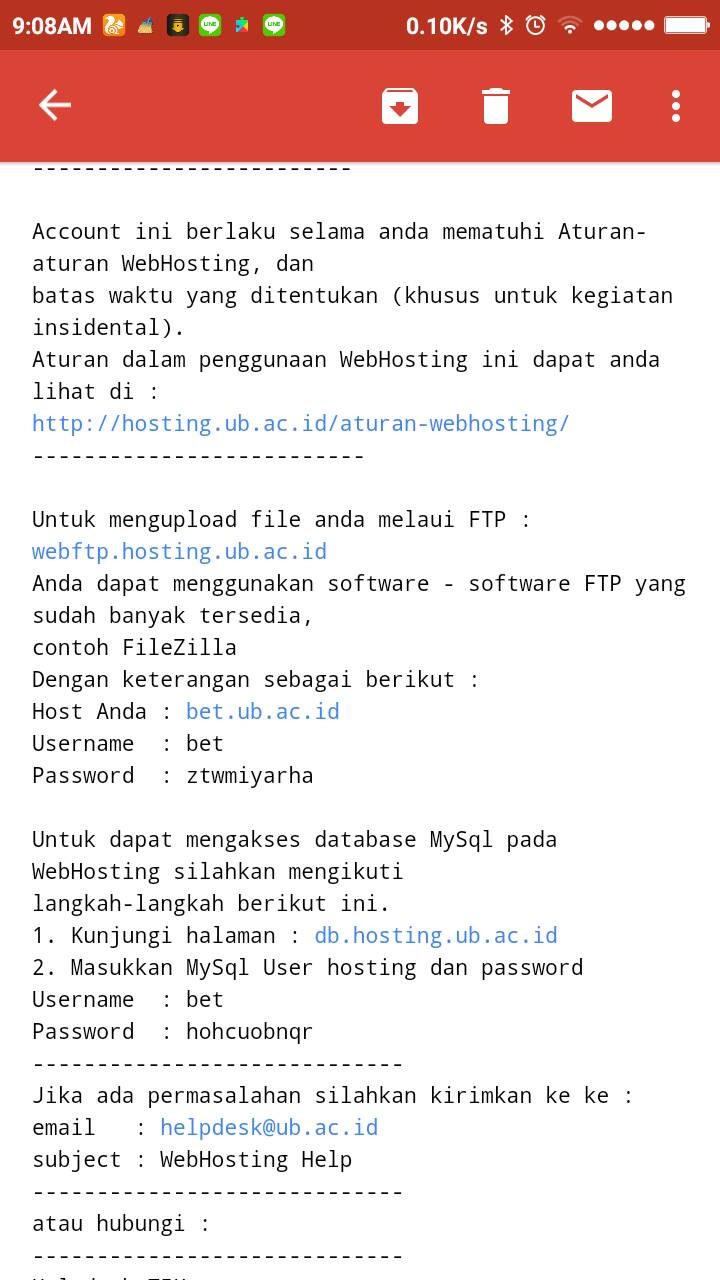 9:08AM
0.10K/s
-------------------------
Account ini berlaku selama anda mematuhi Aturan-
aturan WebHosting, dan
batas waktu yang ditentukan (khusus untuk kegiatan
insidental).
Aturan dalam penggunaan WebHosting ini dapat anda
lihat di :
http://hosting.ub.ac.id/aturan-webhosting/
--------------------------
Untuk mengupload file anda melaui FTP :
webftp.hosting.ub.ac.id
Anda dapat menggunakan software - software FTP yang
sudah banyak tersedia,
contoh FileZilla
Dengan keterangan sebagai berikut :
Host Anda : bet.ub.ac.id
Username  : bet
Password  : ztwmiyarha
Untuk dapat mengakses database MySql pada
WebHosting silahkan mengikuti
langkah-langkah berikut ini.
1. Kunjungi halaman : db.hosting.ub.ac.id
2. Masukkan MySql User hosting dan password
Username  : bet
Password  : hohcuobnqr
-----------------------------
Jika ada permasalahan silahkan kirimkan ke ke :
email   : helpdesk@ub.ac.id
subject : WebHosting Help
-----------------------------
atau hubungi :
-----------------------------